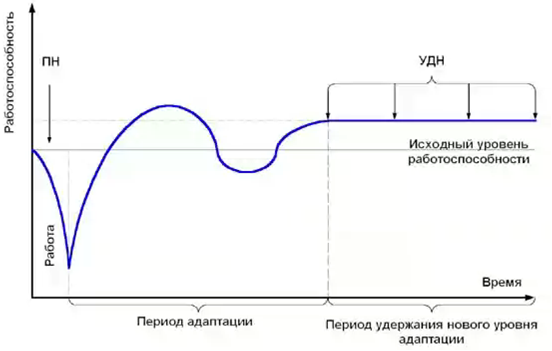 Работоспособность
ПН
УДН
Исходный уровень
работоспособности
Работа
Время
Период адаптации
Период удержания нового уровня
адаптации